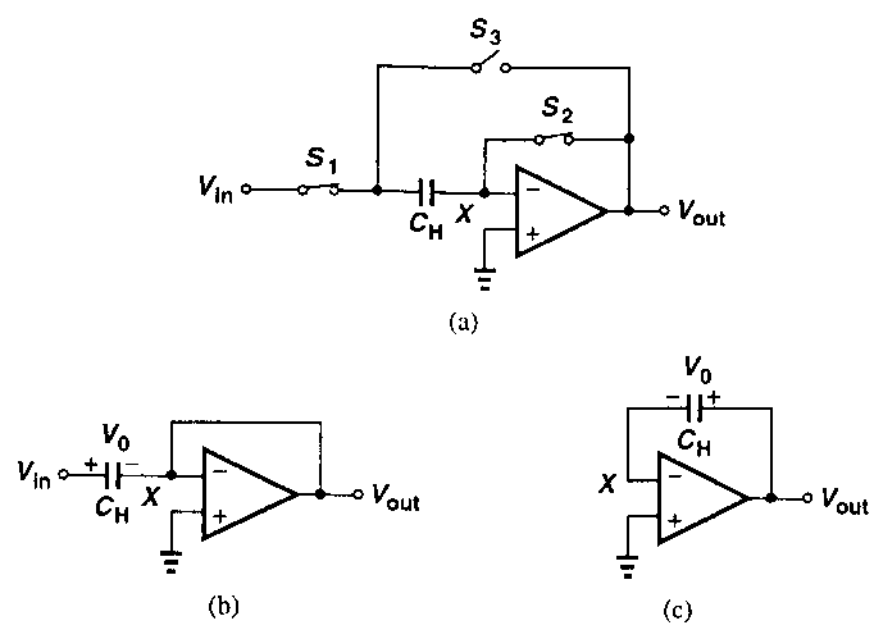 S3
S2
S1
Vin
CH
X
−
+
Vout
(a)
V0
+ −
Vin
CH
X
−
+
Vout
(b)
V0
− +
CH
X
−
+
Vout
(c)